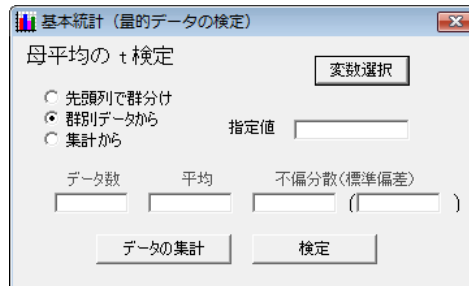 基本統計（量的データの検定）
母平均の t 検定
変数選択
先頭列で群分け
群別データから
指定値
集計から
データ数 平均 不偏分散(標準偏差)
( )
データの集計 検定